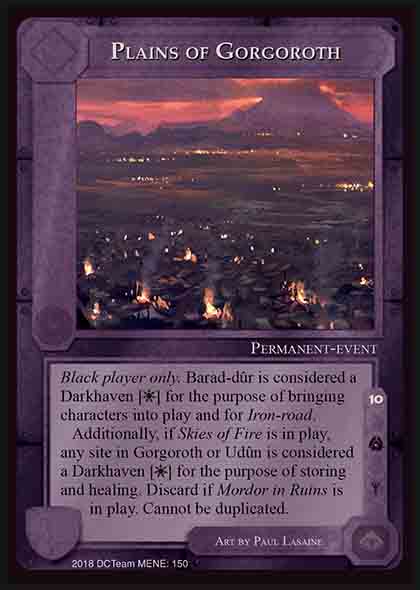 Plains of Gorgoroth
Permanent-event
Black player only. Barad-dûr is considered a
Darkhaven [☀] for the purpose of bringing
characters into play and for Iron-road.
Additionally, if Skies of Fire is in play,
any site in Gorgoroth or Udûn is considered
a Darkhaven [☀] for the purpose of storing
and healing. Discard if Mordor in Ruins is
in play. Cannot be duplicated.
10
Art by Paul Lasaine
2018 DCTeam MENE: 150